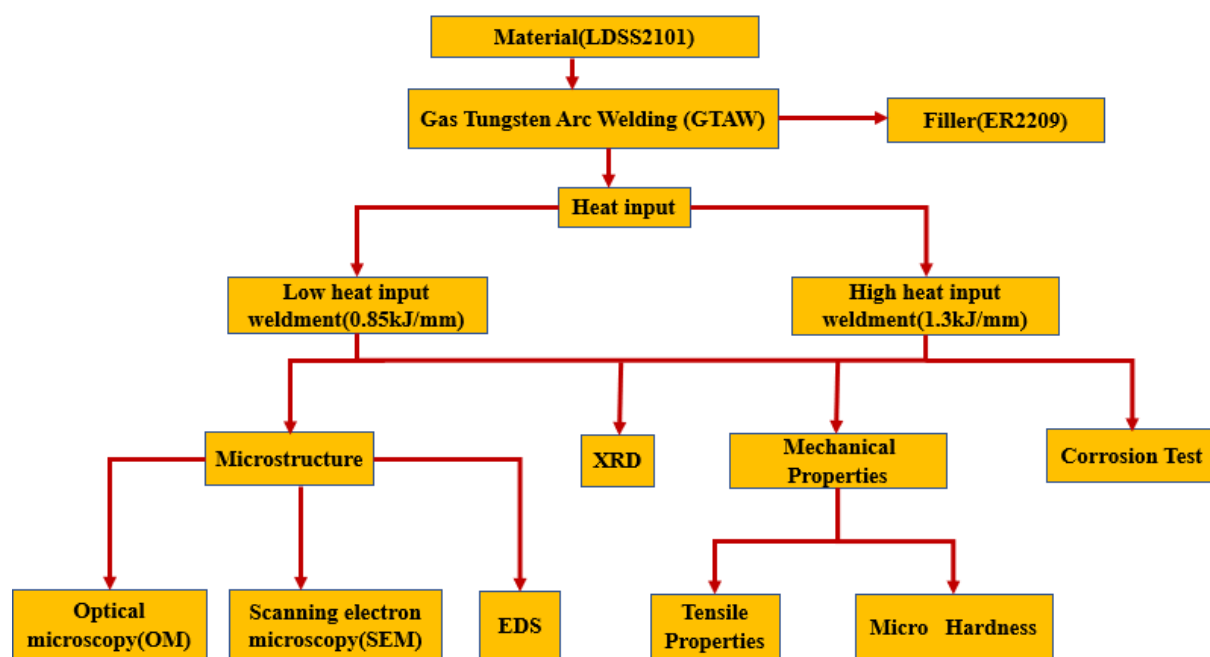 Material(LDSS2101)
Gas Tungsten Arc Welding (GTAW)
Filler(ER2209)
Heat input
Low heat input
weldment(0.85kJ/mm)
High heat input
weldment(1.3kJ/mm)
Microstructure
XRD
Mechanical
Properties
Corrosion Test
Optical
microscopy(OM)
Scanning electron
microscopy(SEM)
EDS
Tensile
Properties
Micro Hardness